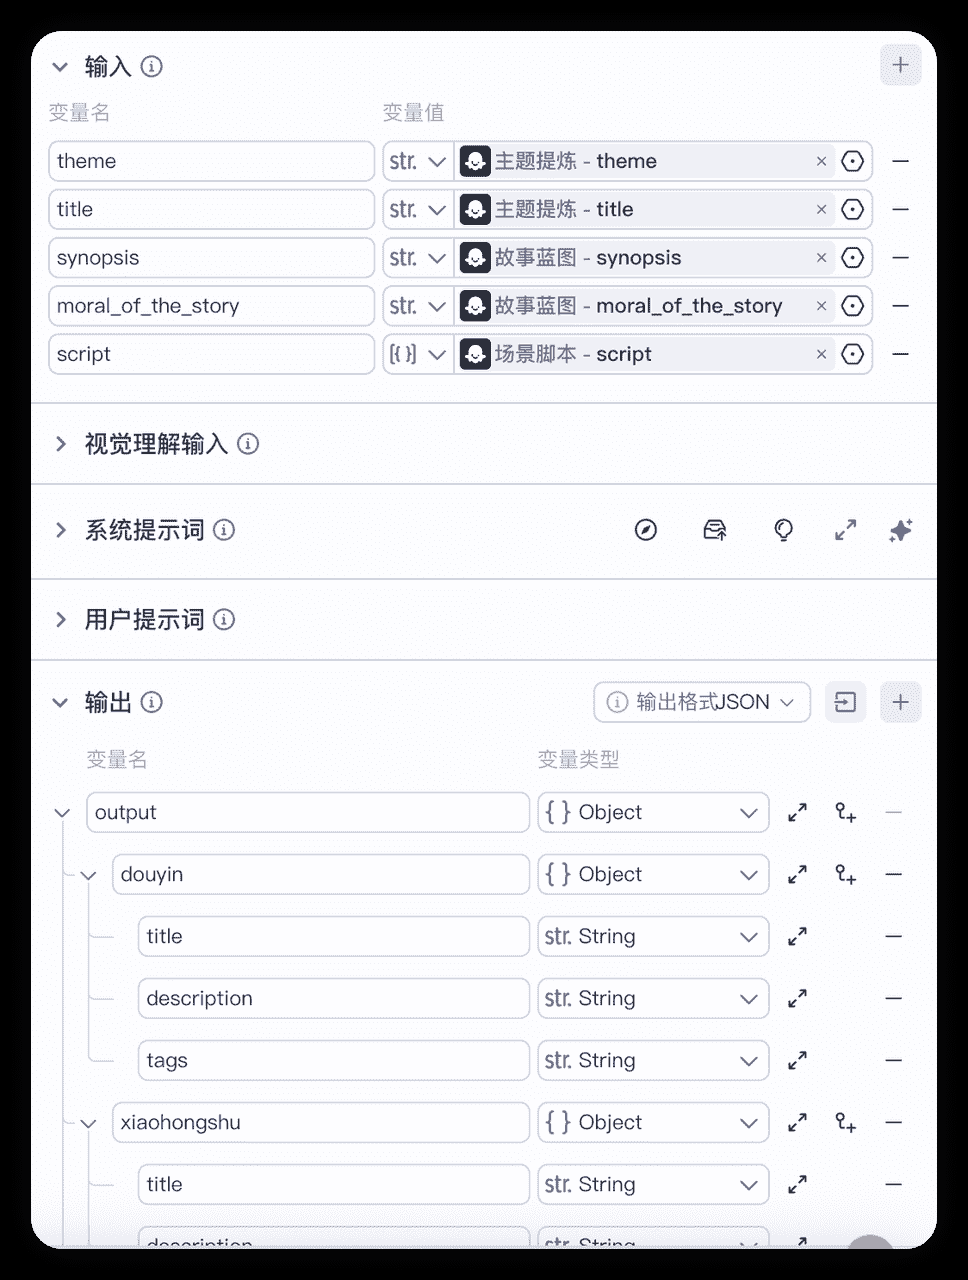 输入
变量名 变量值
theme str. 主题提炼 - theme
title str. 主题提炼 - title
synopsis str. 故事蓝图 - synopsis
moral_of_the_story str. 故事蓝图 - moral_of_the_story
script [{}] 场景脚本 - script
视觉理解输入
系统提示词
用户提示词
输出 输出格式JSON
变量名 变量类型
output { } Object
douyin { } Object
title str. String
description str. String
tags str. String
xiaohongshu { } Object
title str. String
description str. String